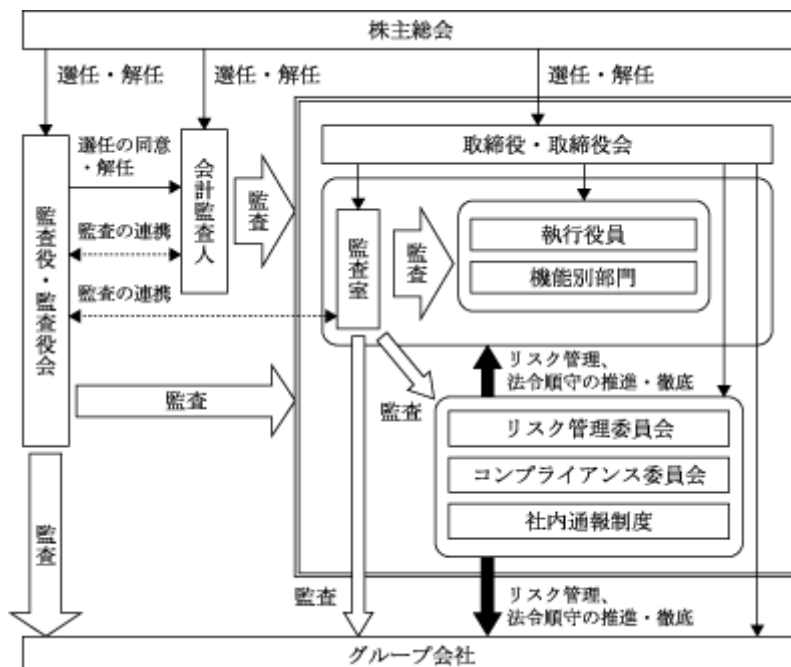 株主総会
選任・解任
選任・解任
選任・解任
取締役・取締役会
選任の同意
・解任
会計監査人
監査
監査役・監査役会
監査の連携
監査の連携
監査室
監査
執行役員
機能別部門
リスク管理、
法令順守の推進・徹底
監査
監査
リスク管理委員会
コンプライアンス委員会
社内通報制度
監査
監査
リスク管理、
法令順守の推進・徹底
グループ会社